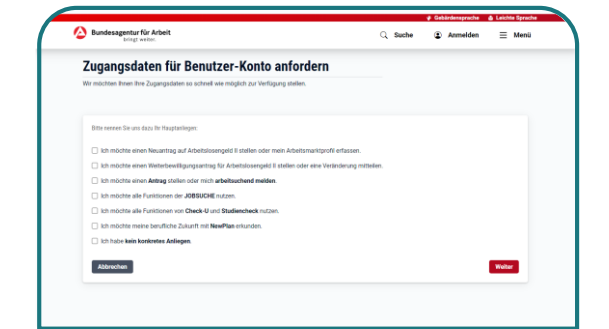 Gebärdensprache Leichte Sprache
Bundesagentur für Arbeit
bringt weiter.
Suche Anmelden Menü
Zugangsdaten für Benutzer-Konto anfordern
Wir möchten Ihnen Ihre Zugangsdaten so schnell wie möglich zur Verfügung stellen.
Bitte nennen Sie uns dazu Ihr Hauptanliegen:
Ich möchte einen Neuantrag auf Arbeitslosengeld II stellen oder mein Arbeitsmarktprofil erfassen.
Ich möchte einen Weiterbewilligungsantrag für Arbeitslosengeld II stellen oder eine Veränderung mitteilen.
Ich möchte einen Antrag stellen oder mich arbeitsuchend melden.
Ich möchte alle Funktionen der JOBSUCHE nutzen.
Ich möchte alle Funktionen von Check-U und Studiencheck nutzen.
Ich möchte meine berufliche Zukunft mit NewPlan erkunden.
Ich habe kein konkretes Anliegen.
Abbrechen Weiter